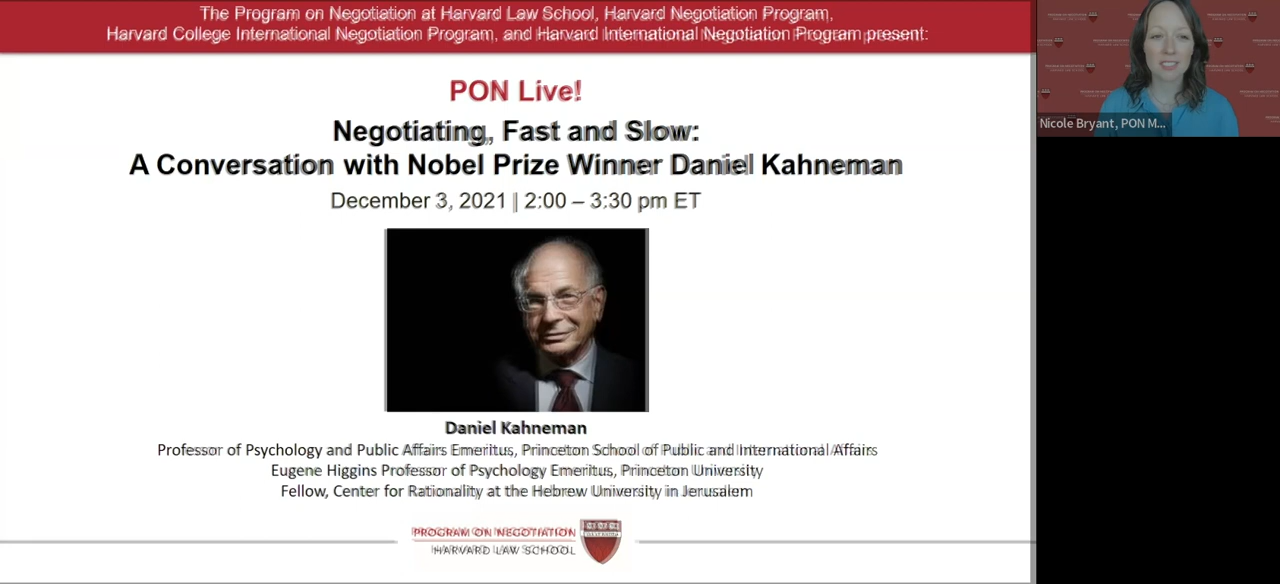 The Program on Negotiation at Harvard Law School, Harvard Negotiation Program,
Harvard College International Negotiation Program, and Harvard International Negotiation Program present:
PON Live!
Negotiating, Fast and Slow:
A Conversation with Nobel Prize Winner Daniel Kahneman
December 3, 2021 | 2:00 – 3:30 pm ET
Daniel Kahneman
Professor of Psychology and Public Affairs Emeritus, Princeton School of Public and International Affairs
Eugene Higgins Professor of Psychology Emeritus, Princeton University
Fellow, Center for Rationality at the Hebrew University in Jerusalem
PROGRAM ON NEGOTIATION
HARVARD LAW SCHOOL
Nicole Bryant, PON M...